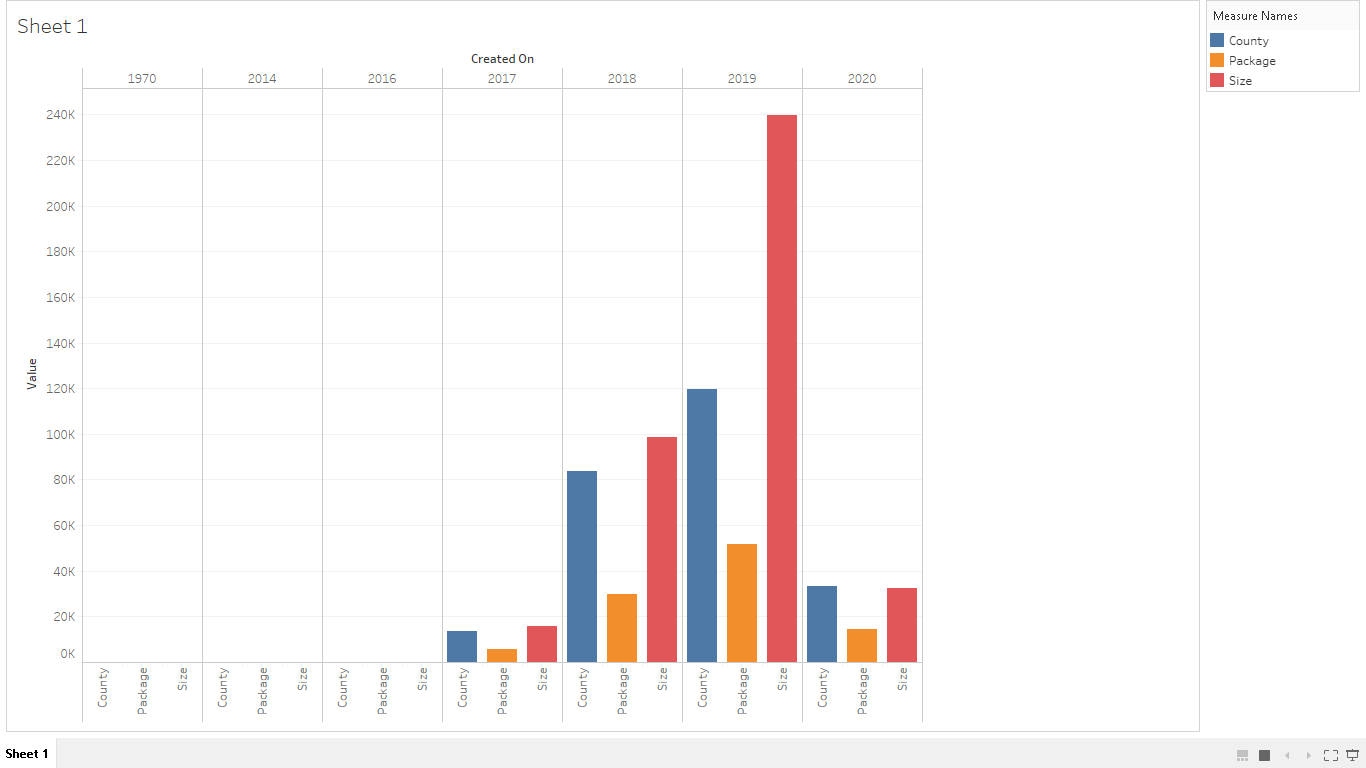 Sheet 1
Measure Names
County
Package
Size
Created On
1970 2014 2016 2017 2018 2019 2020
240K
220K
200K
180K
160K
140K
120K
100K
80K
60K
40K
20K
0K
Value
County Package Size County Package Size County Package Size County Package Size County Package Size County Package Size County Package Size
Sheet 1